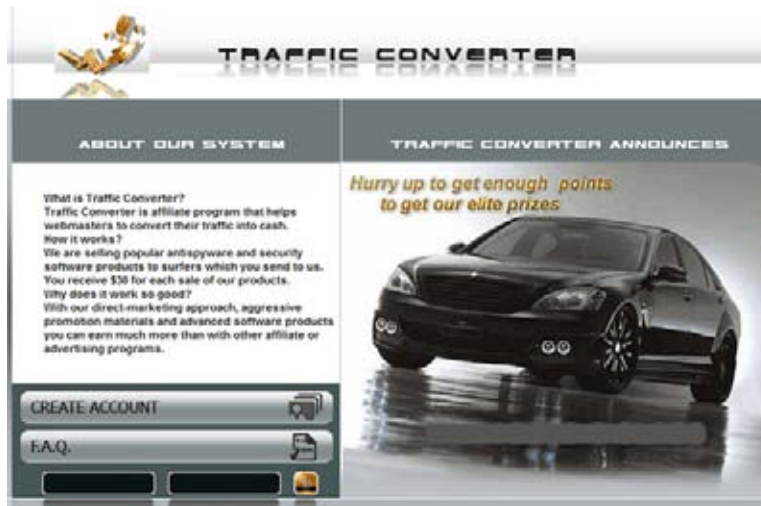 TRAFFIC CONVERTER
ABOUT OUR SYSTEM
What is Traffic Converter?
Traffic Converter is affiliate program that helps
webmasters to convert their traffic into cash.
How it works?
We are selling popular antispyware and security
software products to surfers which you send to us.
You receive $30 for each sale of our products.
Why does it work so good?
With our direct-marketing approach, aggressive
promotion materials and advanced software products
you can earn much more than with other affiliate or
advertising programs.
CREATE ACCOUNT
F.A.Q.
TRAFFIC CONVERTER ANNOUNCES
Hurry up to get enough points
to get our elite prizes